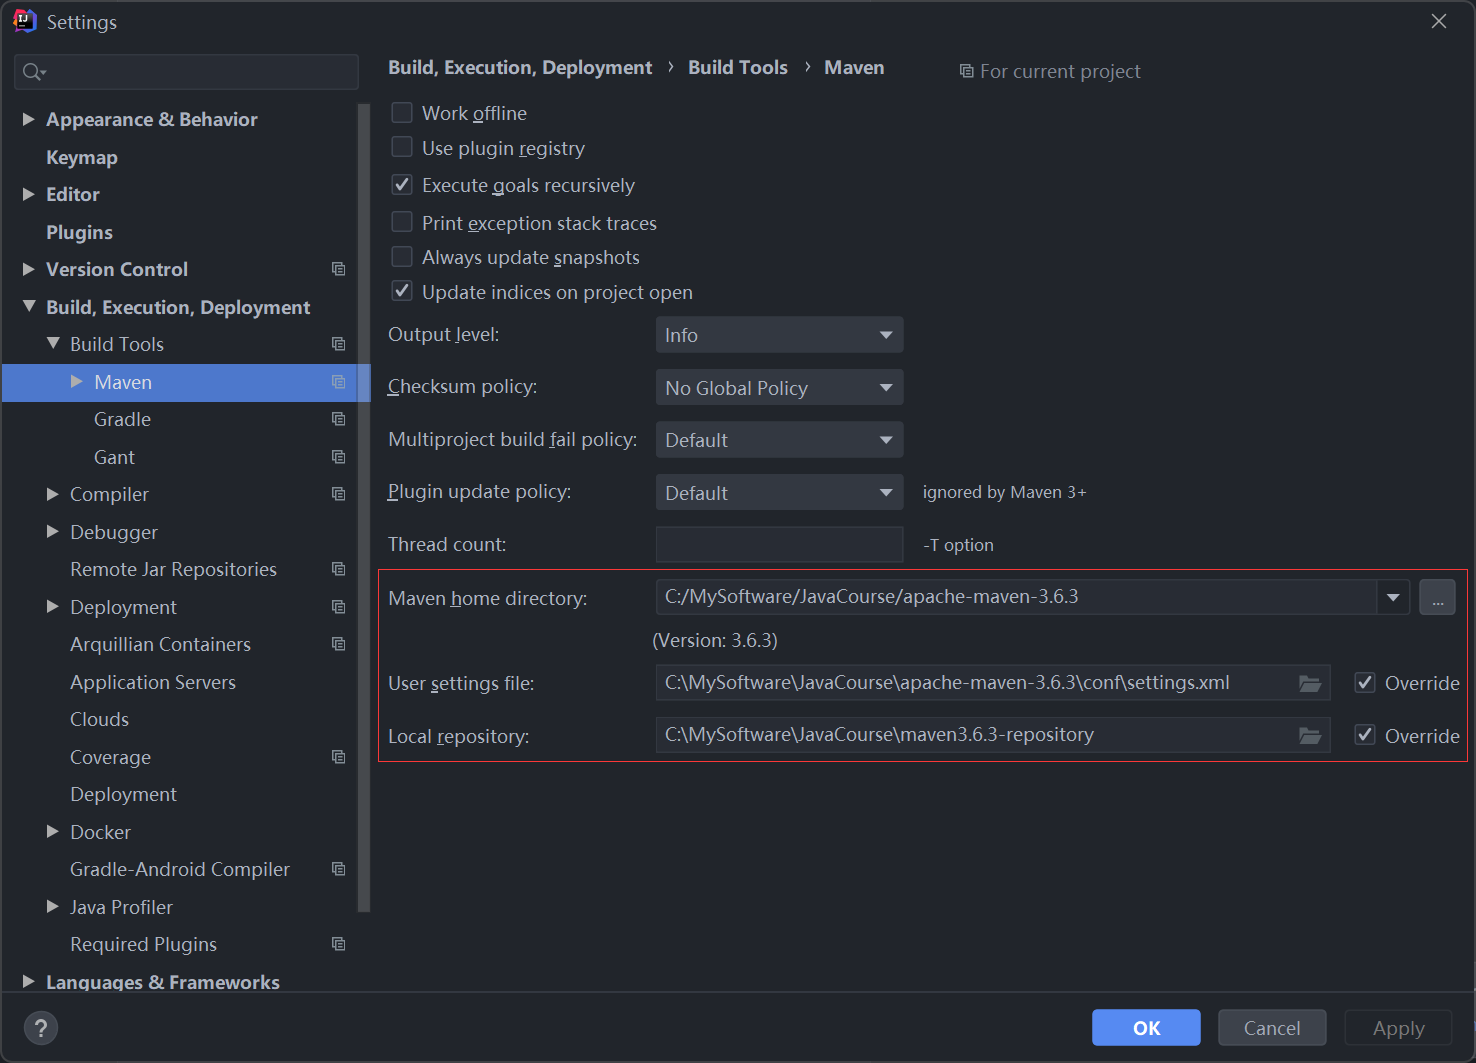 Settings
Appearance & Behavior
Keymap
Editor
Plugins
Version Control
Build, Execution, Deployment
Build Tools
Maven
Gradle
Gant
Compiler
Debugger
Remote Jar Repositories
Deployment
Arquillian Containers
Application Servers
Clouds
Coverage
Deployment
Docker
Gradle-Android Compiler
Java Profiler
Required Plugins
Languages & Frameworks
Build, Execution, Deployment › Build Tools › Maven For current project
Work offline
Use plugin registry
Execute goals recursively
Print exception stack traces
Always update snapshots
Update indices on project open
Output level: Info
Checksum policy: No Global Policy
Multiproject build fail policy: Default
Plugin update policy: Default ignored by Maven 3+
Thread count: -T option
Maven home directory: C:/MySoftware/JavaCourse/apache-maven-3.6.3 ...
(Version: 3.6.3)
User settings file: C:\MySoftware\JavaCourse\apache-maven-3.6.3\conf\settings.xml Override
Local repository: C:\MySoftware\JavaCourse\maven3.6.3-repository Override
? OK Cancel Apply